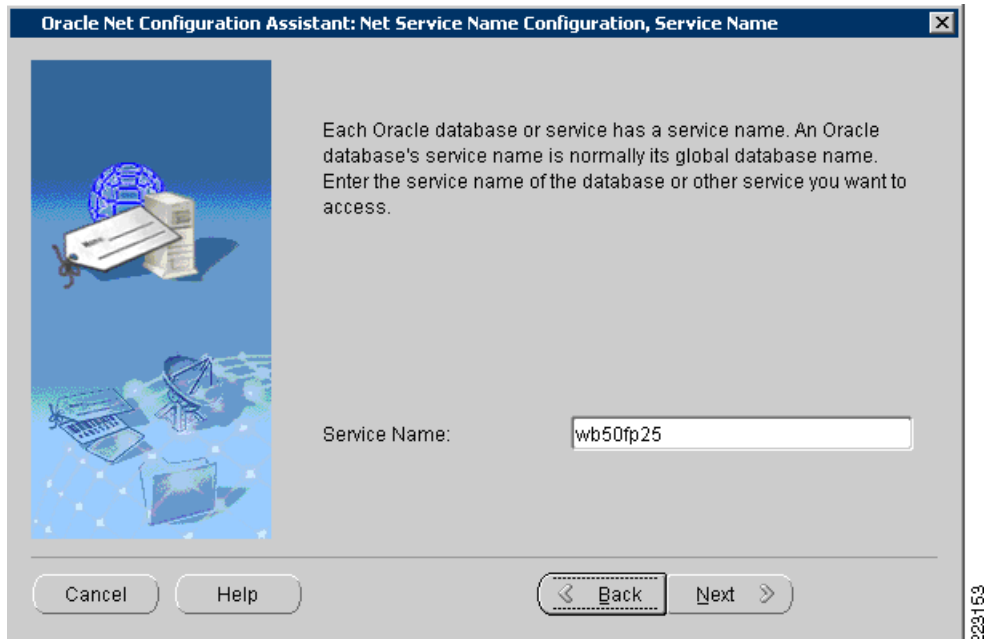 Oracle Net Configuration Assistant: Net Service Name Configuration, Service Name
Each Oracle database or service has a service name. An Oracle
database's service name is normally its global database name.
Enter the service name of the database or other service you want to
access.
Service Name:
wb50fp25
Cancel
Help
Back
Next
223153